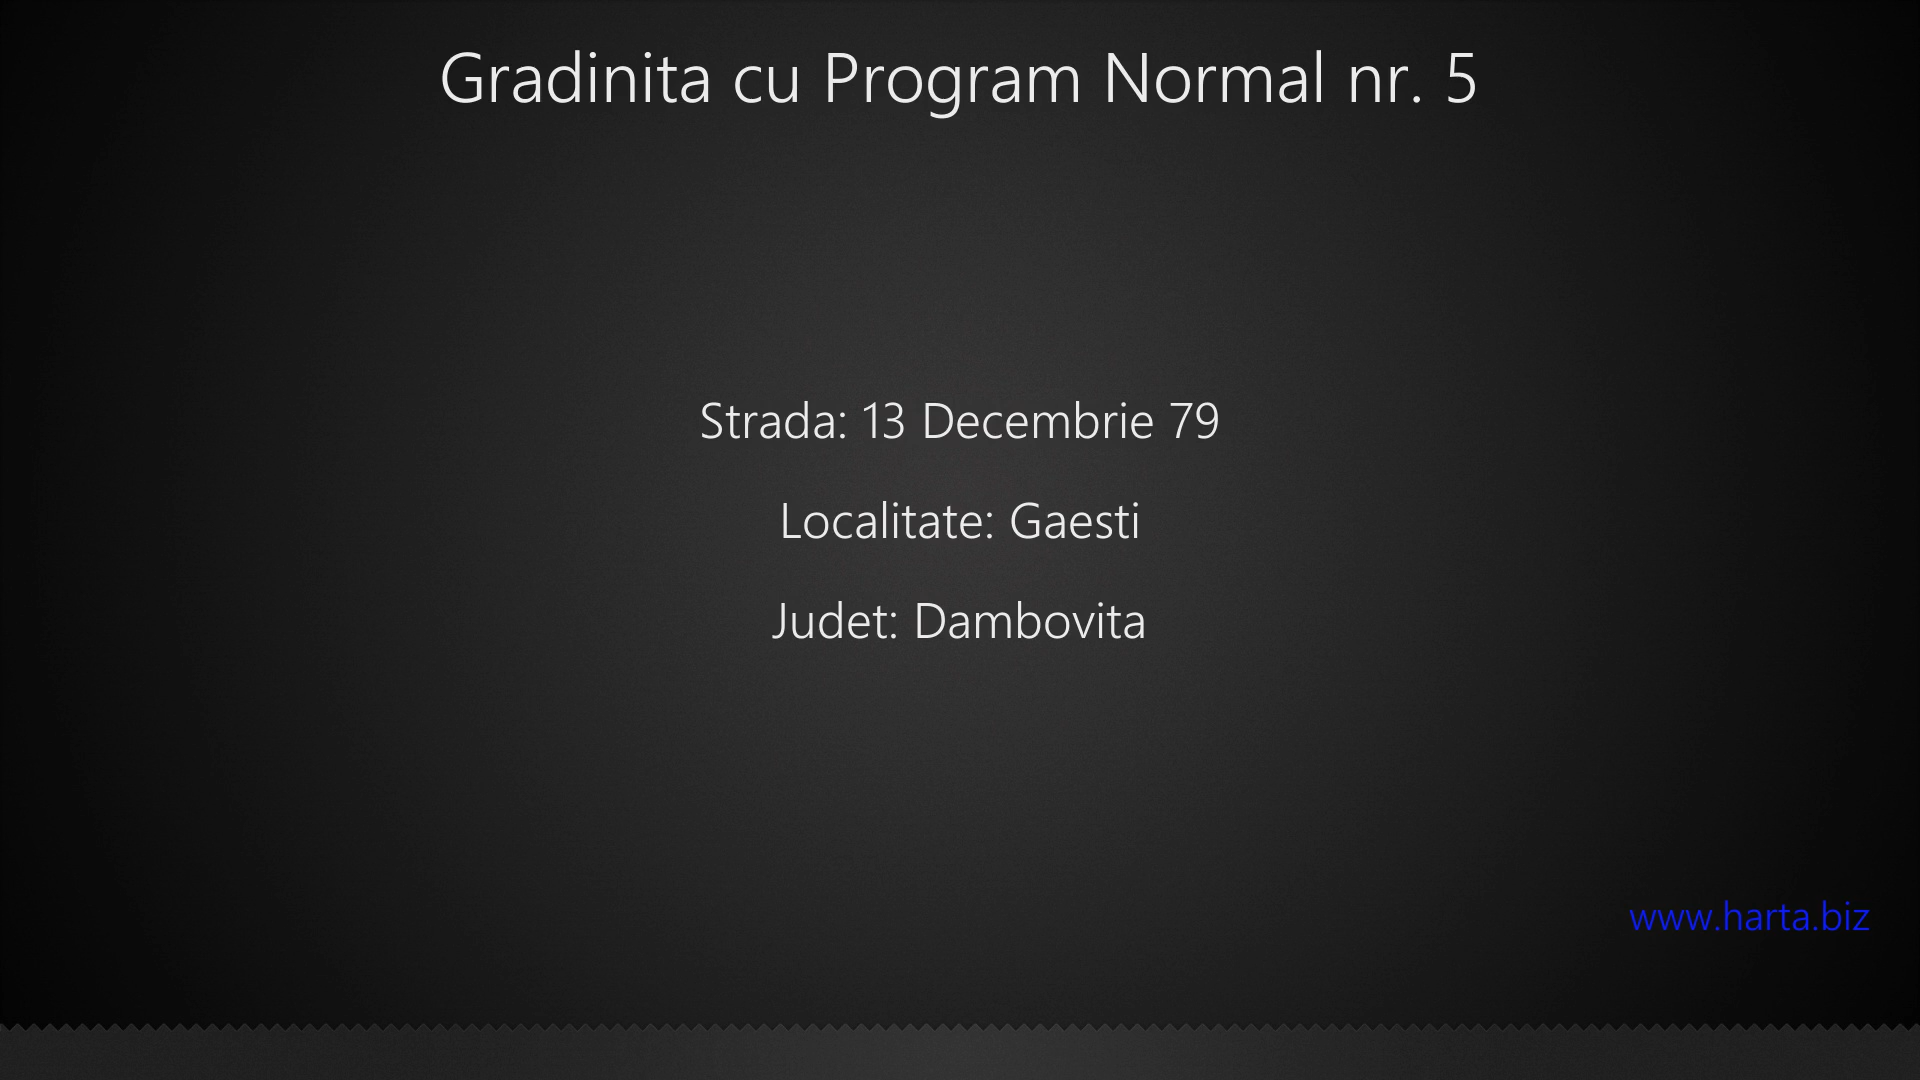 Gradinita cu Program Normal nr. 5
Strada: 13 Decembrie 79
Localitate: Gaesti
Judet: Dambovita
www.harta.biz